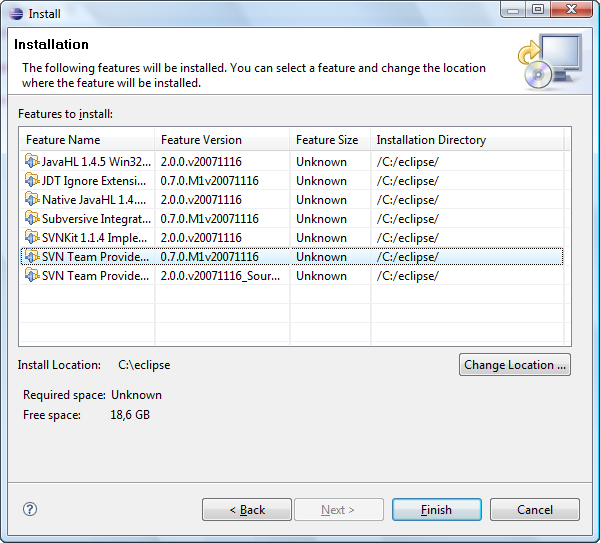 Install
Installation
The following features will be installed. You can select a feature and change the location
where the feature will be installed.
Features to install:
Feature Name Feature Version Feature Size Installation Directory
JavaHL 1.4.5 Win32... 2.0.0.v20071116 Unknown /C:/eclipse/
JDT Ignore Extensi... 0.7.0.M1v20071116 Unknown /C:/eclipse/
Native JavaHL 1.4.... 2.0.0.v20071116 Unknown /C:/eclipse/
Subversive Integrat... 0.7.0.M1v20071116 Unknown /C:/eclipse/
SVNKit 1.1.4 Imple... 2.0.0.v20071116 Unknown /C:/eclipse/
SVN Team Provide... 0.7.0.M1v20071116 Unknown /C:/eclipse/
SVN Team Provide... 2.0.0.v20071116_Sour... Unknown /C:/eclipse/
Install Location: C:\eclipse Change Location ...
Required space: Unknown
Free space: 18,6 GB
? < Back Next > Finish Cancel